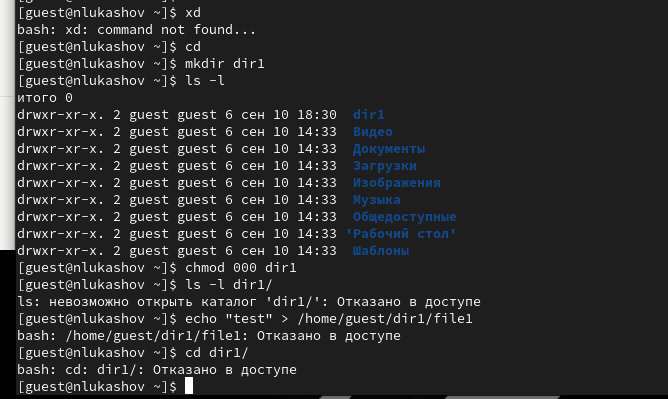 [guest@nlukashov ~]$ xd
bash: xd: command not found...
[guest@nlukashov ~]$ cd
[guest@nlukashov ~]$ mkdir dir1
[guest@nlukashov ~]$ ls -l
итого 0
drwxr-xr-x. 2 guest guest 6 сен 10 18:30  dir1
drwxr-xr-x. 2 guest guest 6 сен 10 14:33  Видео
drwxr-xr-x. 2 guest guest 6 сен 10 14:33  Документы
drwxr-xr-x. 2 guest guest 6 сен 10 14:33  Загрузки
drwxr-xr-x. 2 guest guest 6 сен 10 14:33  Изображения
drwxr-xr-x. 2 guest guest 6 сен 10 14:33  Музыка
drwxr-xr-x. 2 guest guest 6 сен 10 14:33  Общедоступные
drwxr-xr-x. 2 guest guest 6 сен 10 14:33 'Рабочий стол'
drwxr-xr-x. 2 guest guest 6 сен 10 14:33  Шаблоны
[guest@nlukashov ~]$ chmod 000 dir1
[guest@nlukashov ~]$ ls -l dir1/
ls: невозможно открыть каталог 'dir1/': Отказано в доступе
[guest@nlukashov ~]$ echo "test" > /home/guest/dir1/file1
bash: /home/guest/dir1/file1: Отказано в доступе
[guest@nlukashov ~]$ cd dir1/
bash: cd: dir1/: Отказано в доступе
[guest@nlukashov ~]$